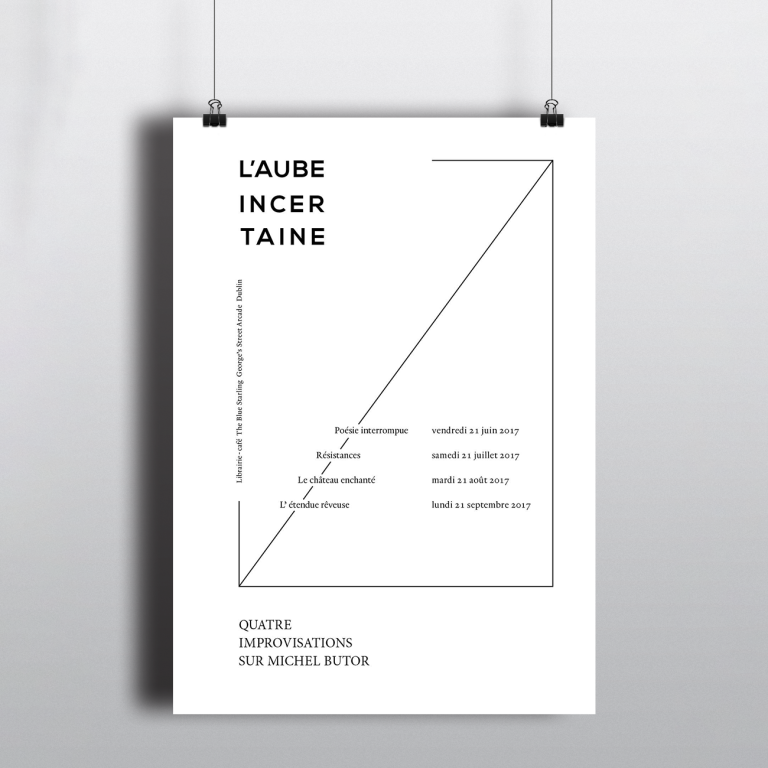 L'AUBE
INCER
TAINE
Librairie-café The Blue Starling George's Street Arcade Dublin
Poésie interrompue vendredi 21 juin 2017
Résistances samedi 21 juillet 2017
Le château enchanté mardi 21 août 2017
L' étendue rêveuse lundi 21 septembre 2017
QUATRE
IMPROVISATIONS
SUR MICHEL BUTOR